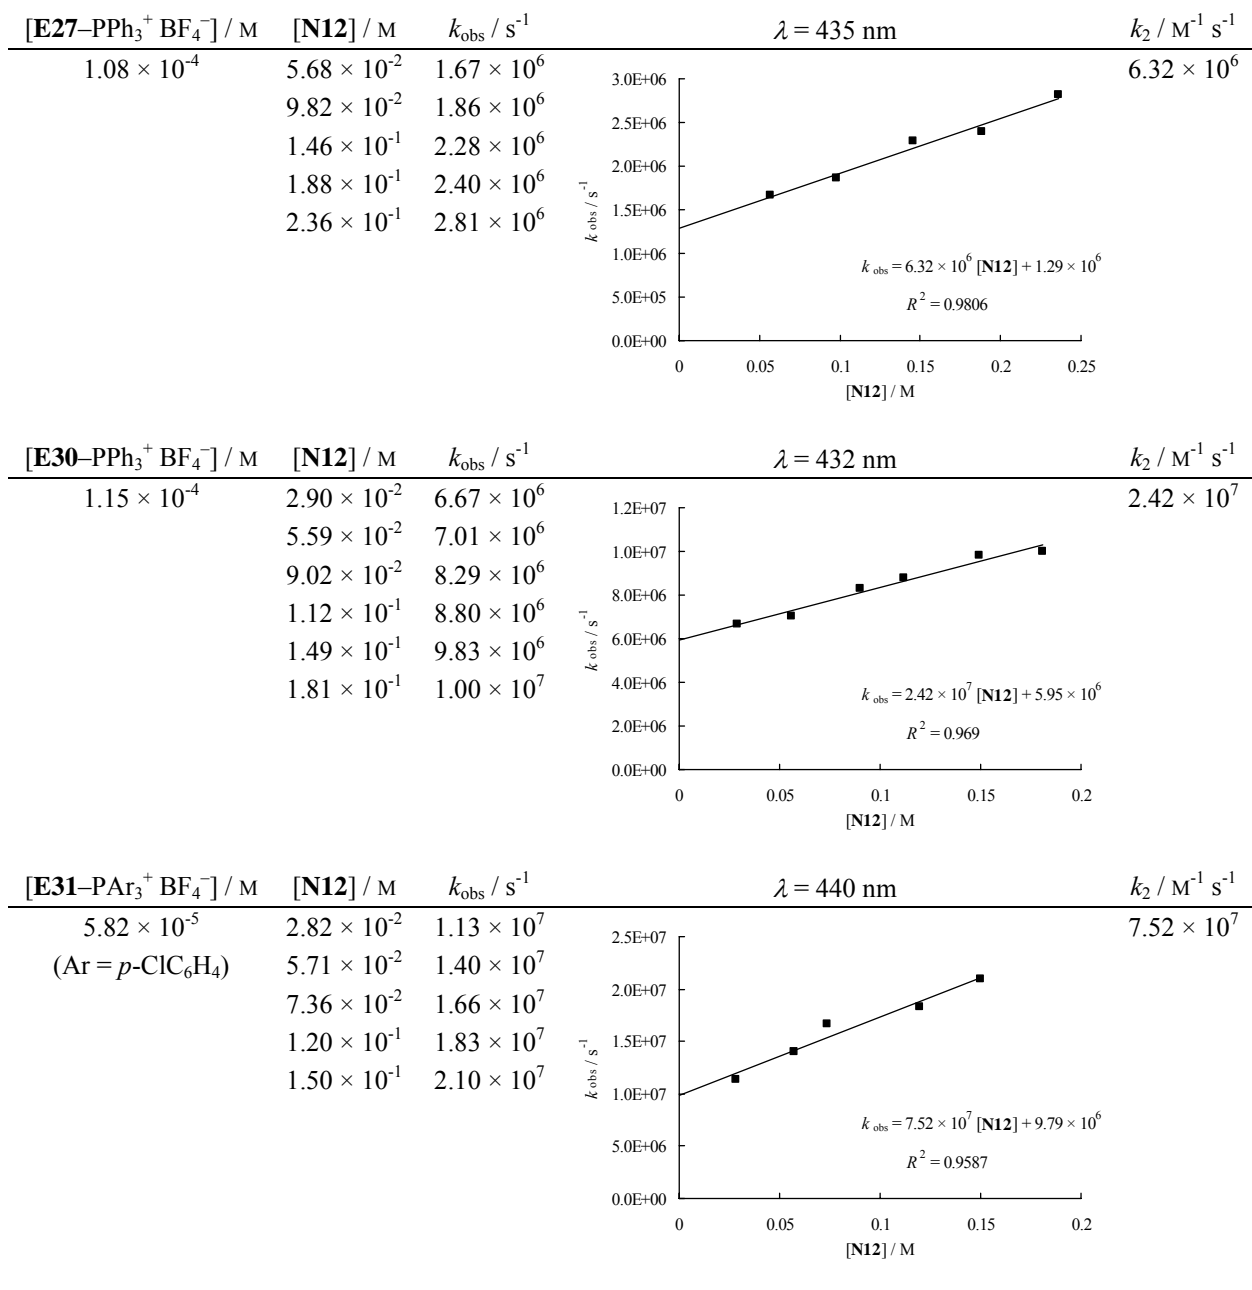 [E27–PPh₃⁺ BF₄⁻] / M [N12] / M k_obs / s⁻¹ λ = 435 nm k₂ / M⁻¹ s⁻¹
1.08 × 10⁻⁴ 5.68 × 10⁻² 1.67 × 10⁶ 6.32 × 10⁶
9.82 × 10⁻² 1.86 × 10⁶
1.46 × 10⁻¹ 2.28 × 10⁶
1.88 × 10⁻¹ 2.40 × 10⁶
2.36 × 10⁻¹ 2.81 × 10⁶
3.0E+06
2.5E+06
2.0E+06
1.5E+06
1.0E+06
5.0E+05
0.0E+00
k obs / s⁻¹
k obs = 6.32 × 10⁶ [N12] + 1.29 × 10⁶
R² = 0.9806
0 0.05 0.1 0.15 0.2 0.25
[N12] / M
[E30–PPh₃⁺ BF₄⁻] / M [N12] / M k_obs / s⁻¹ λ = 432 nm k₂ / M⁻¹ s⁻¹
1.15 × 10⁻⁴ 2.90 × 10⁻² 6.67 × 10⁶ 2.42 × 10⁷
5.59 × 10⁻² 7.01 × 10⁶
9.02 × 10⁻² 8.29 × 10⁶
1.12 × 10⁻¹ 8.80 × 10⁶
1.49 × 10⁻¹ 9.83 × 10⁶
1.81 × 10⁻¹ 1.00 × 10⁷
1.2E+07
1.0E+07
8.0E+06
6.0E+06
4.0E+06
2.0E+06
0.0E+00
k obs / s⁻¹
k obs = 2.42 × 10⁷ [N12] + 5.95 × 10⁶
R² = 0.969
0 0.05 0.1 0.15 0.2
[N12] / M
[E31–PAr₃⁺ BF₄⁻] / M [N12] / M k_obs / s⁻¹ λ = 440 nm k₂ / M⁻¹ s⁻¹
5.82 × 10⁻⁵ 2.82 × 10⁻² 1.13 × 10⁷ 7.52 × 10⁷
(Ar = p-ClC₆H₄) 5.71 × 10⁻² 1.40 × 10⁷
7.36 × 10⁻² 1.66 × 10⁷
1.20 × 10⁻¹ 1.83 × 10⁷
1.50 × 10⁻¹ 2.10 × 10⁷
2.5E+07
2.0E+07
1.5E+07
1.0E+07
5.0E+06
0.0E+00
k obs / s⁻¹
k obs = 7.52 × 10⁷ [N12] + 9.79 × 10⁶
R² = 0.9587
0 0.05 0.1 0.15 0.2
[N12] / M